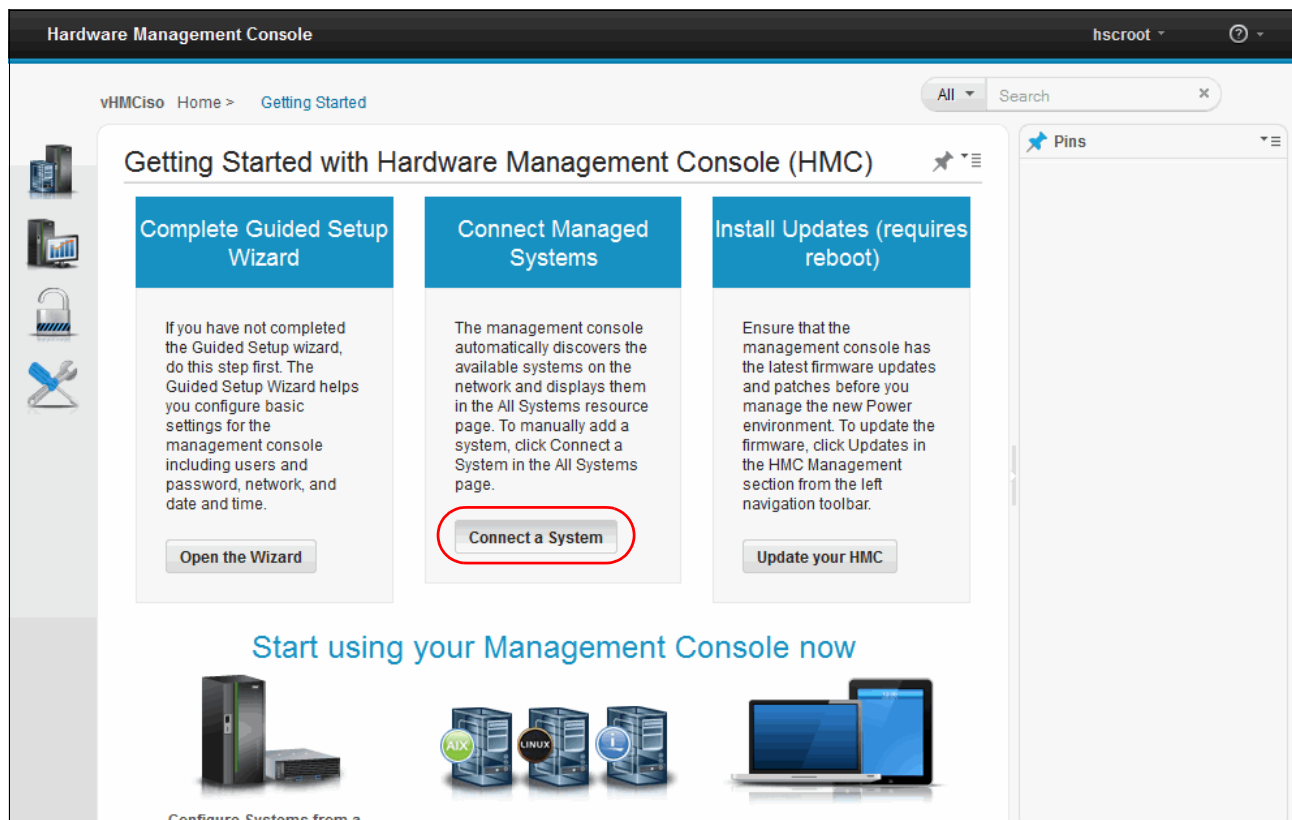 Hardware Management Console
hscroot
?
vHMCiso Home > Getting Started
All
Search
Pins
Getting Started with Hardware Management Console (HMC)
Complete Guided Setup
Wizard
If you have not completed
the Guided Setup wizard,
do this step first. The
Guided Setup Wizard helps
you configure basic
settings for the
management console
including users and
password, network, and
date and time.
Open the Wizard
Connect Managed
Systems
The management console
automatically discovers the
available systems on the
network and displays them
in the All Systems resource
page. To manually add a
system, click Connect a
System in the All Systems
page.
Connect a System
Install Updates (requires
reboot)
Ensure that the
management console has
the latest firmware updates
and patches before you
manage the new Power
environment. To update the
firmware, click Updates in
the HMC Management
section from the left
navigation toolbar.
Update your HMC
Start using your Management Console now
AIX
LINUX
i
Configure Systems from a